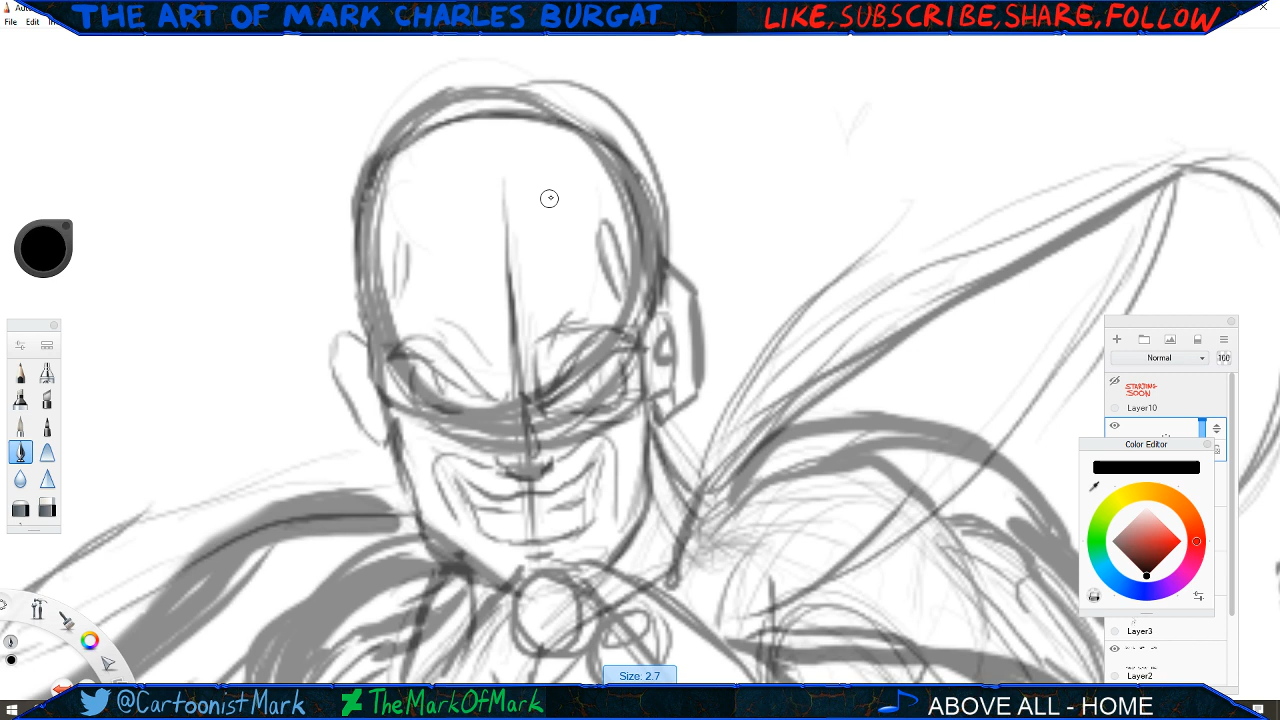 THE ART OF MARK CHARLES BURGAT
LIKE, SUBSCRIBE, SHARE, FOLLOW
File Edit
Normal
100
STARTING
SOON
Layer10
Color Editor
Layer3
Layer2
Size: 2.7
@CartoonistMark
TheMarkOfMark
ABOVE ALL - HOME